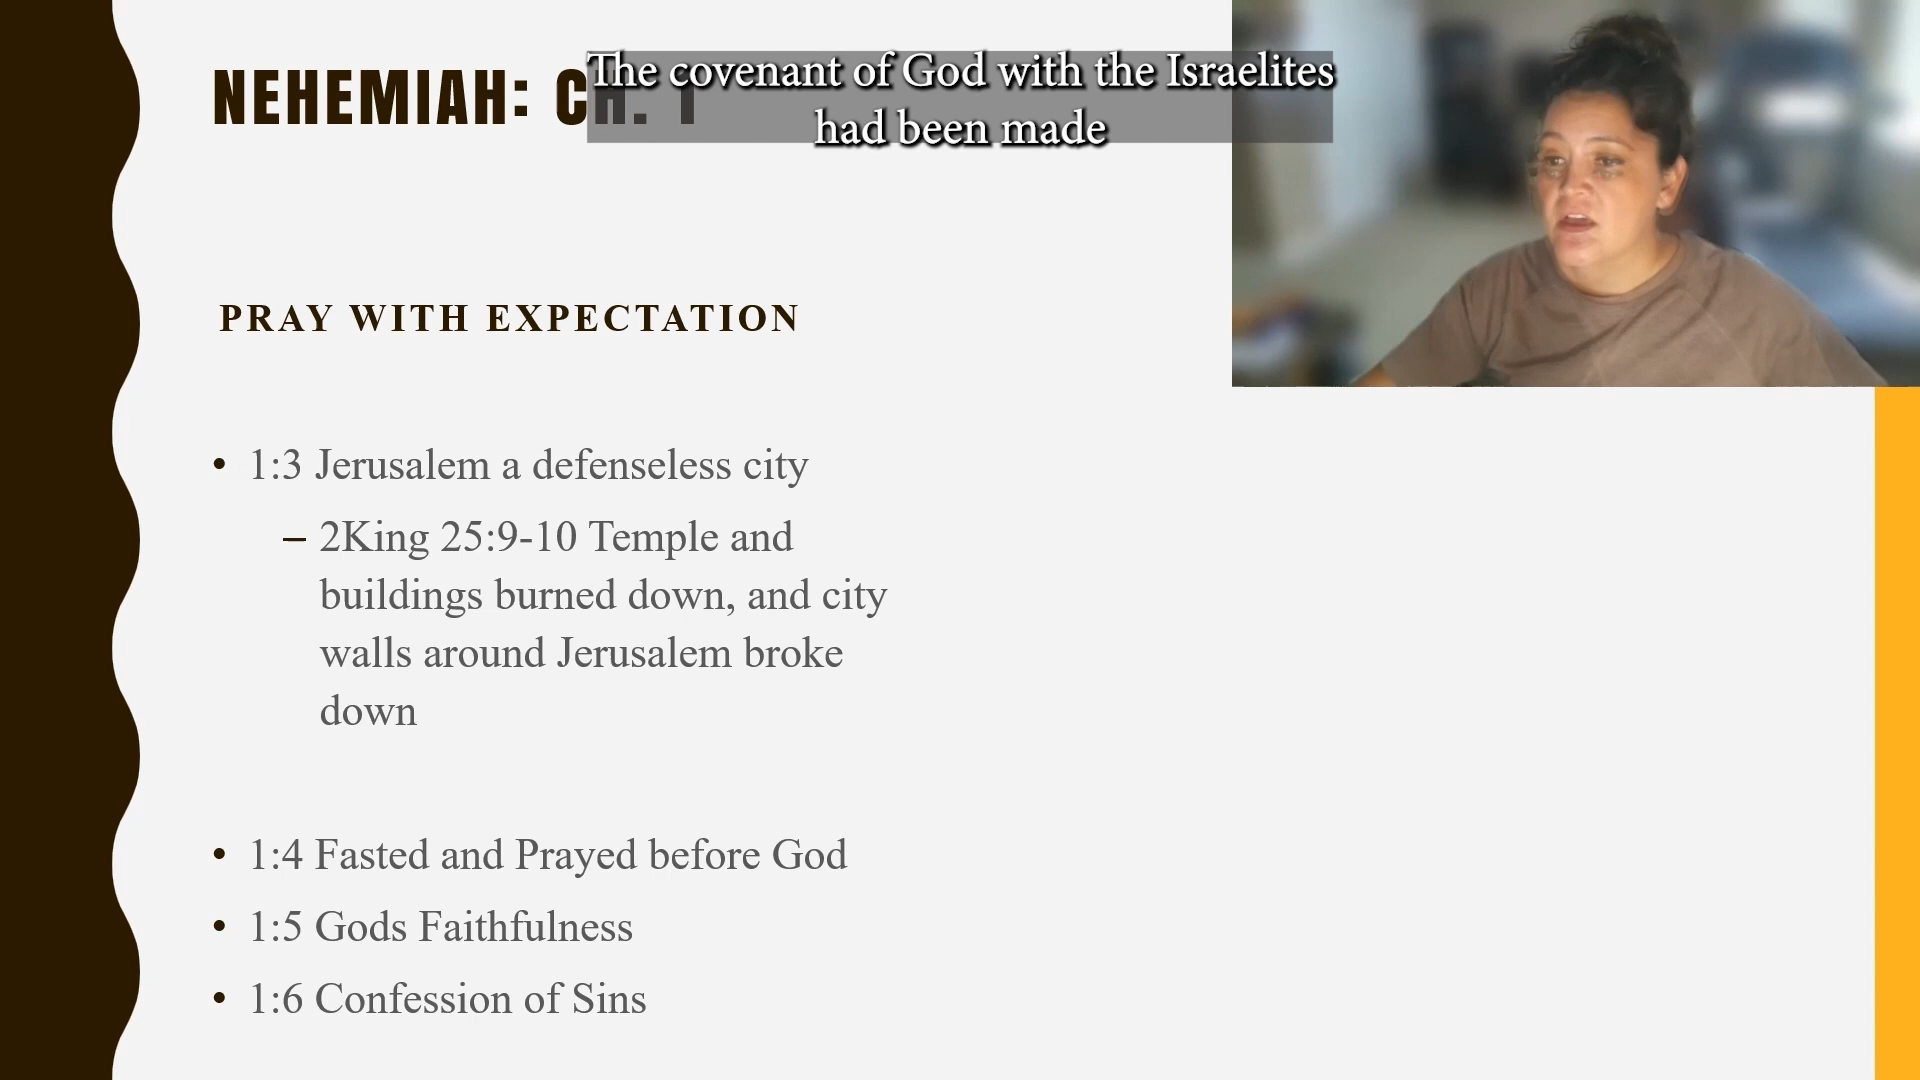 NEHEMIAH: CH. 1
The covenant of God with the Israelites
had been made
PRAY WITH EXPECTATION
• 1:3 Jerusalem a defenseless city
– 2King 25:9-10 Temple and
buildings burned down, and city
walls around Jerusalem broke
down
• 1:4 Fasted and Prayed before God
• 1:5 Gods Faithfulness
• 1:6 Confession of Sins